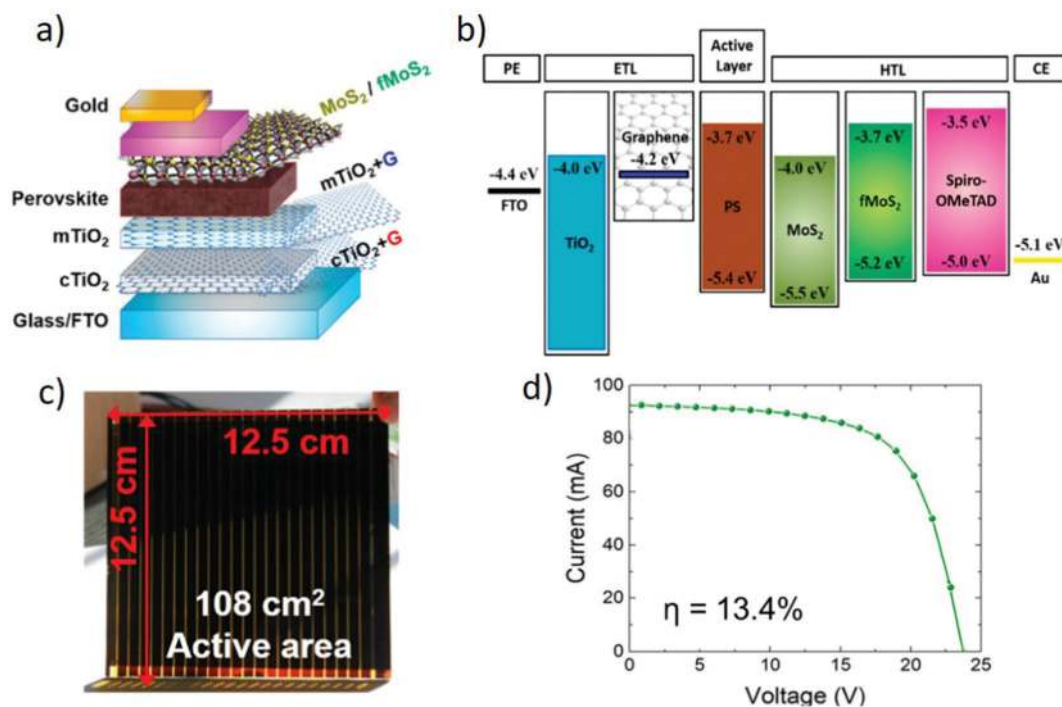 a)
Gold
MoS₂ / fMoS₂
Perovskite
mTiO₂+G
mTiO₂
cTiO₂+G
cTiO₂
Glass/FTO
b)
PE
ETL
Active
Layer
HTL
CE
-4.4 eV
FTO
-4.0 eV
TiO₂
Graphene
-4.2 eV
-3.7 eV
PS
-5.4 eV
-4.0 eV
MoS₂
-5.5 eV
-3.7 eV
fMoS₂
-5.2 eV
-3.5 eV
Spiro-
OMeTAD
-5.0 eV
-5.1 eV
Au
c)
12.5 cm
12.5 cm
108 cm²
Active area
d)
100
80
60
40
20
0
Current (mA)
η = 13.4%
0 5 10 15 20 25
Voltage (V)